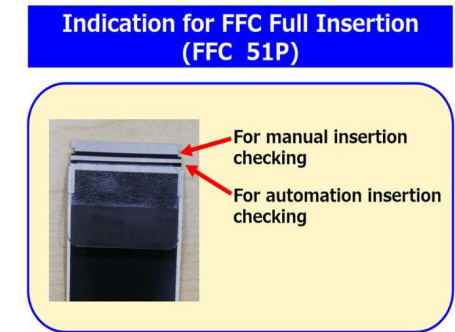 Indication for FFC Full Insertion
(FFC 51P)
For manual insertion
checking
For automation insertion
checking